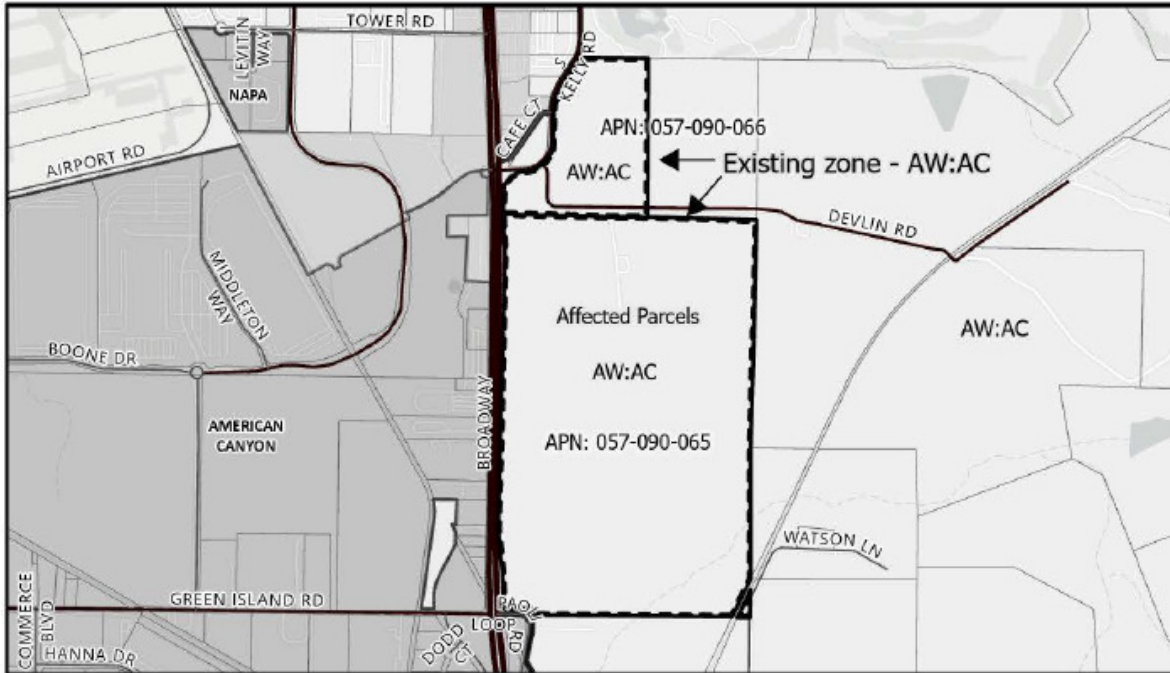 TOWER RD
LEVITIN
WAY
NAPA
S
KELLY RD
CAFE CT
APN: 057-090-066
AIRPORT RD
AW:AC
Existing zone - AW:AC
DEVLIN RD
MIDDLETON
WAY
Affected Parcels
AW:AC
BOONE DR
AW:AC
BROADWAY
AMERICAN
CANYON
APN: 057-090-065
WATSON LN
GREEN ISLAND RD
PAOLI
LOOP
RD
COMMERCE
BLVD
DODD
CT
HANNA DR